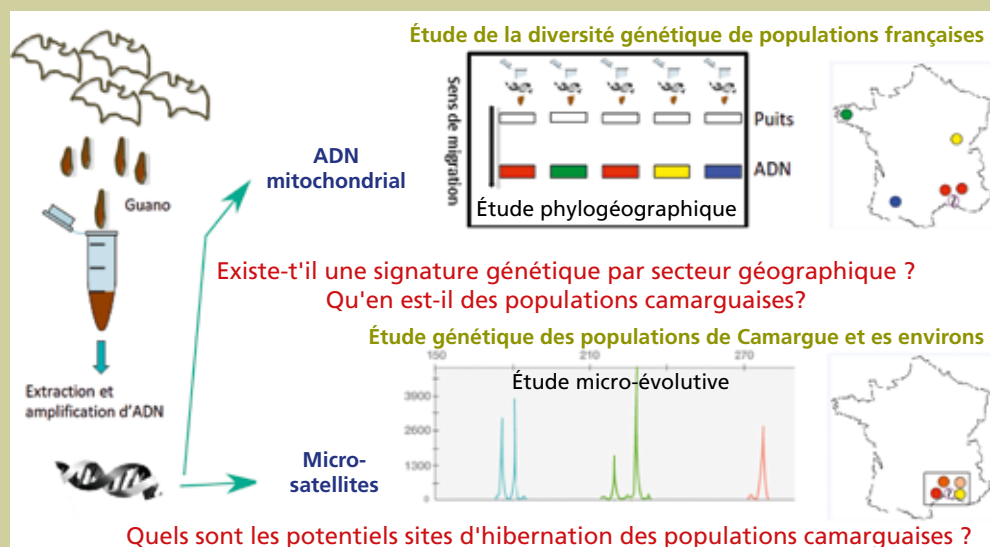 Étude de la diversité génétique de populations françaises
Sens de migration
Puits
ADN
Étude phylogéographique
ADN
mitochondrial
Guano
Existe-t'il une signature génétique par secteur géographique ?
Qu'en est-il des populations camarguaises?
Étude génétique des populations de Camargue et es environs
150
210
270
Étude micro-évolutive
3900
2600
1300
0
Extraction et
amplification d'ADN
Micro-
satellites
?
?
Quels sont les potentiels sites d'hibernation des populations camarguaises ?